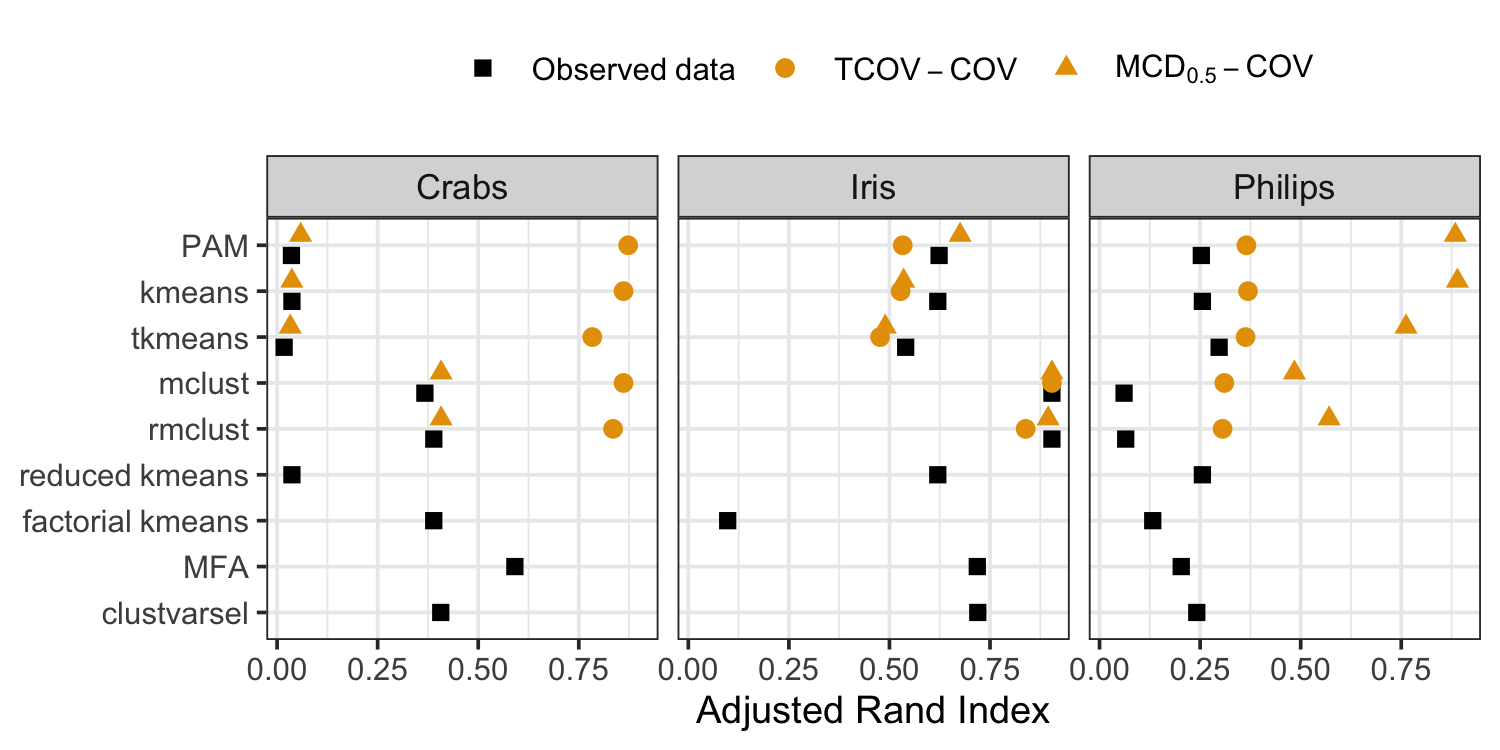 Observed data TCOV – COV MCD0.5 – COV
Crabs Iris Philips
PAM
kmeans
tkmeans
mclust
rmclust
reduced kmeans
factorial kmeans
MFA
clustvarsel
0.00 0.25 0.50 0.75 0.00 0.25 0.50 0.75 0.00 0.25 0.50 0.75
Adjusted Rand Index